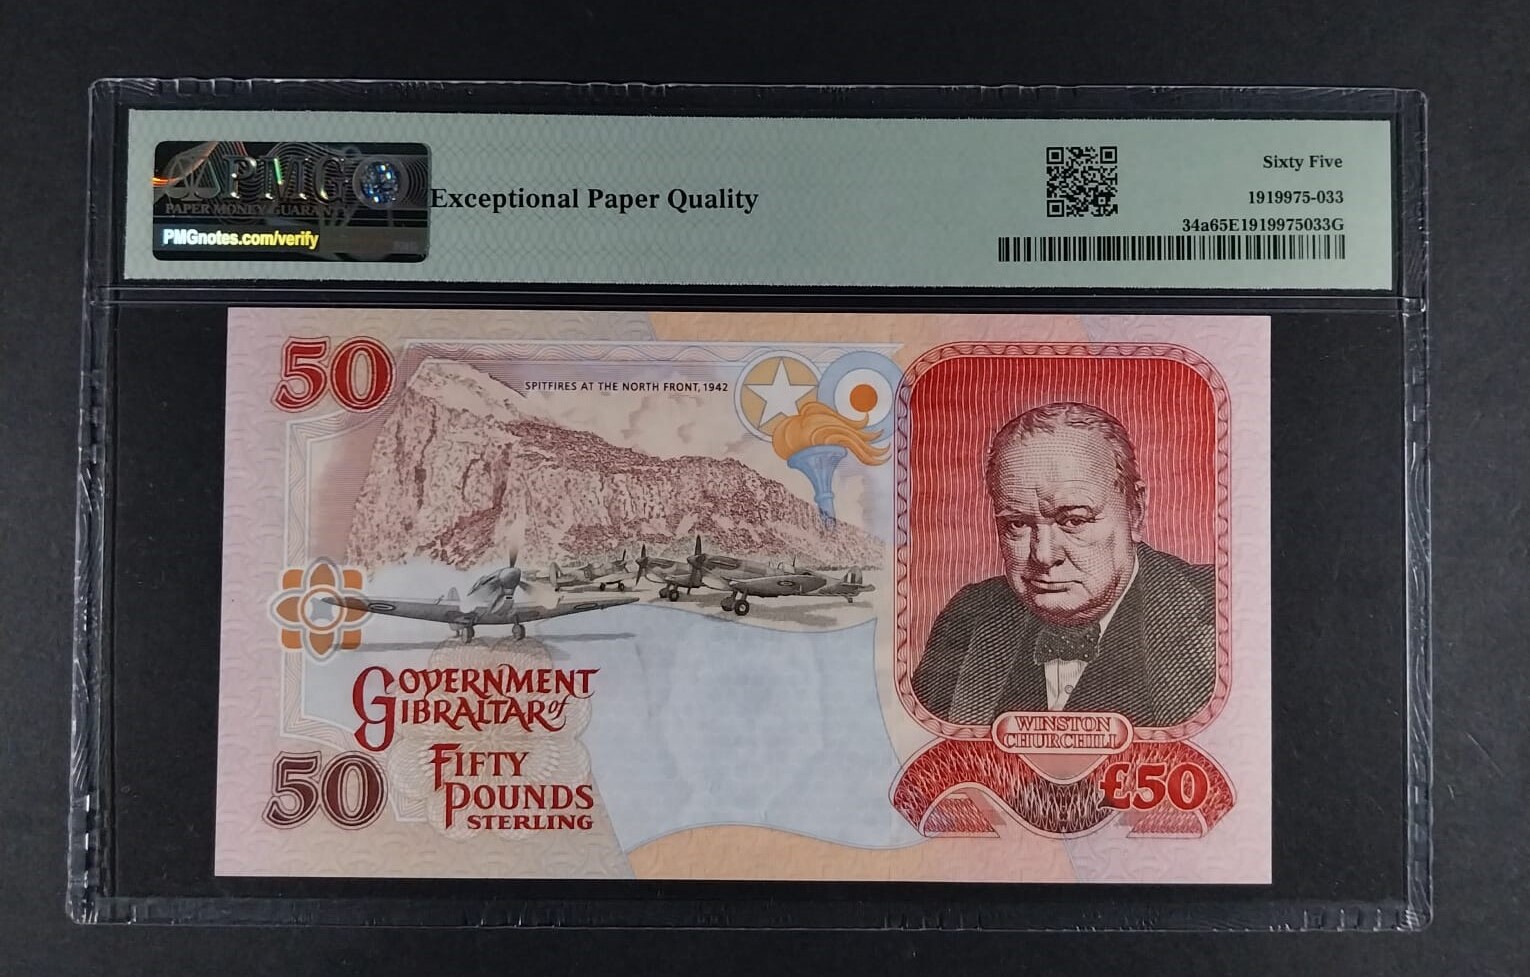 PMG
PAPER MONEY GUARANTY
PMGnotes.com/verify
Exceptional Paper Quality
Sixty Five
1919975-033
34a65E1919975033G
50
SPITFIRES AT THE NORTH FRONT, 1942
GOVERNMENT
of GIBRALTAR
50
FIFTY
POUNDS
STERLING
WINSTON
CHURCHILL
£50